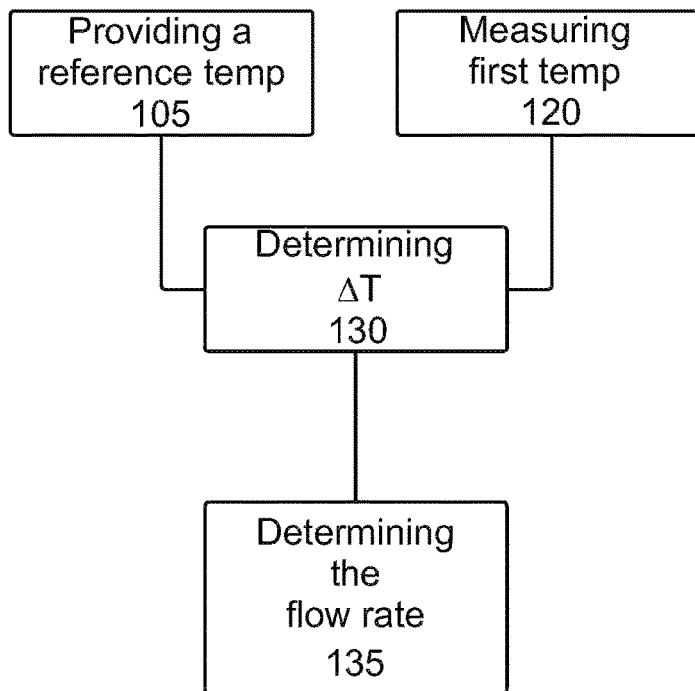 Providing a
reference temp
105
Measuring
first temp
120
Determining
ΔT
130
Determining
the
flow rate
135